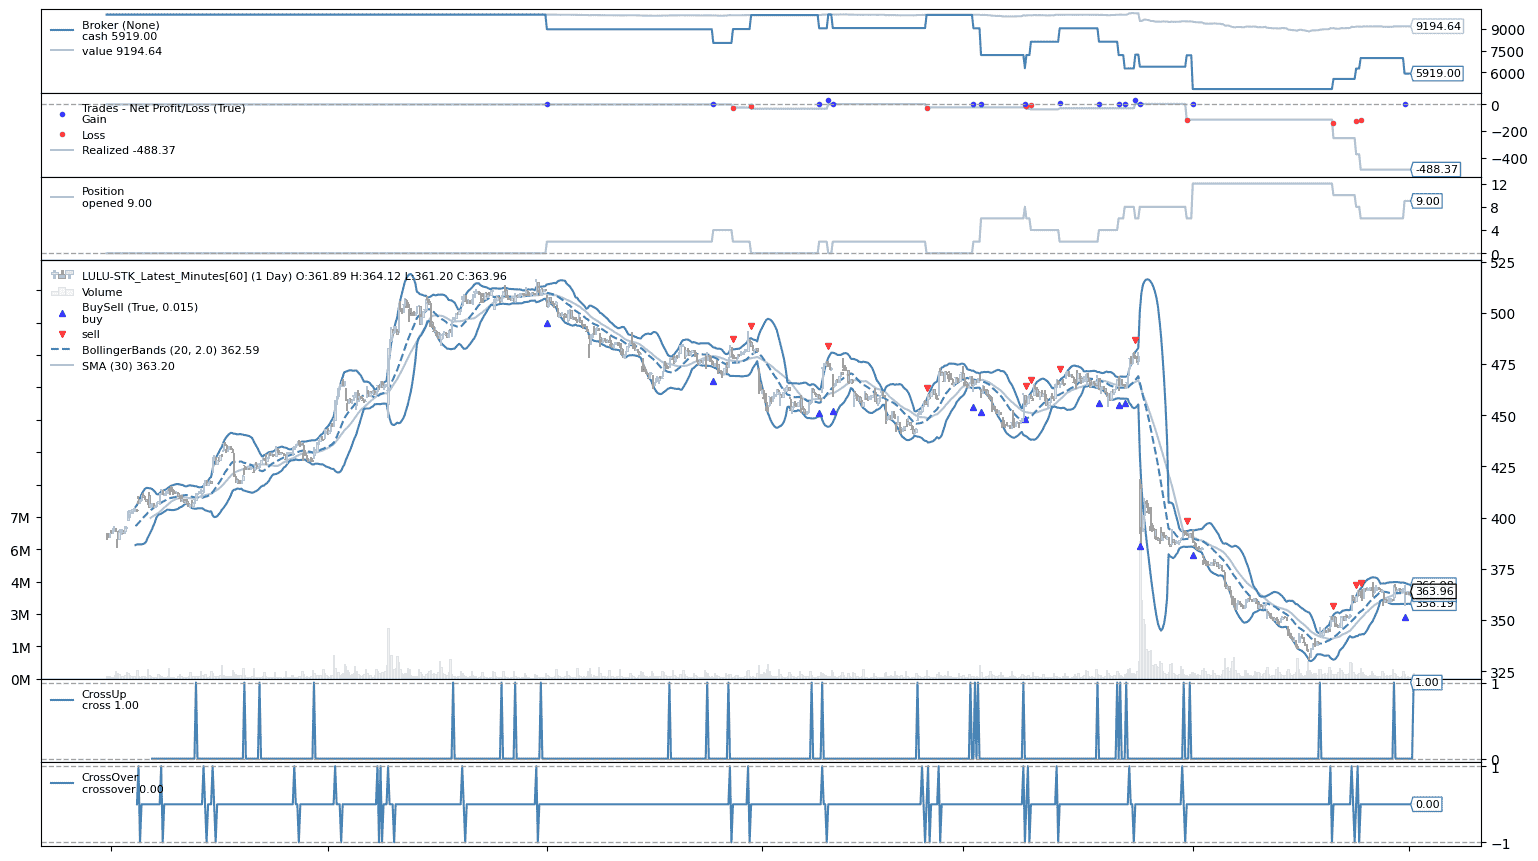 Broker (None)
cash 5919.00
value 9194.64
9194.64
9000
7500
6000
5919.00
Trades - Net Profit/Loss (True)
Gain
Loss
Realized -488.37
0
−200
−400
-488.37
Position
opened 9.00
12
8
4
0
9.00
LULU-STK_Latest_Minutes[60] (1 Day) O:361.89 H:364.12 L:361.20 C:363.96
Volume
BuySell (True, 0.015)
buy
sell
BollingerBands (20, 2.0) 362.59
SMA (30) 363.20
525
500
475
450
425
400
375
350
325
363.96
358.19
7M
6M
4M
3M
1M
0M
CrossUp
cross 1.00
1.00
1
0
CrossOver
crossover 0.00
1
0.00
−1